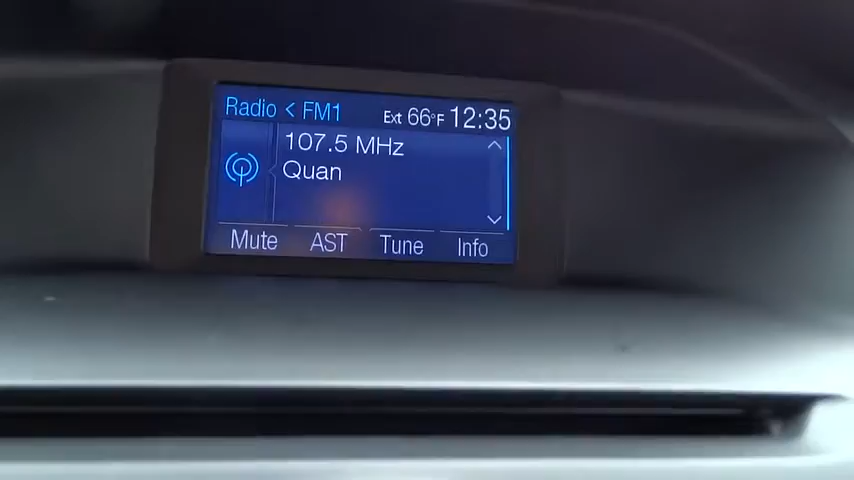 Radio < FM1 Ext 66°F 12:35
107.5 MHz
Quan
Mute AST Tune Info